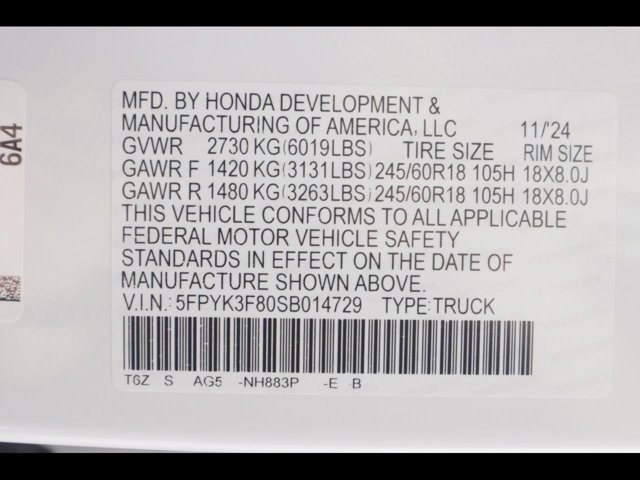 6A4
MFD. BY HONDA DEVELOPMENT &
MANUFACTURING OF AMERICA, LLC 11/'24
GVWR 2730 KG(6019LBS) TIRE SIZE RIM SIZE
GAWR F 1420 KG(3131LBS) 245/60R18 105H 18X8.0J
GAWR R 1480 KG(3263LBS) 245/60R18 105H 18X8.0J
THIS VEHICLE CONFORMS TO ALL APPLICABLE
FEDERAL MOTOR VEHICLE SAFETY
STANDARDS IN EFFECT ON THE DATE OF
MANUFACTURE SHOWN ABOVE.
V.I.N.: 5FPYK3F80SB014729 TYPE:TRUCK
T6Z S AG5 -NH883P -E B